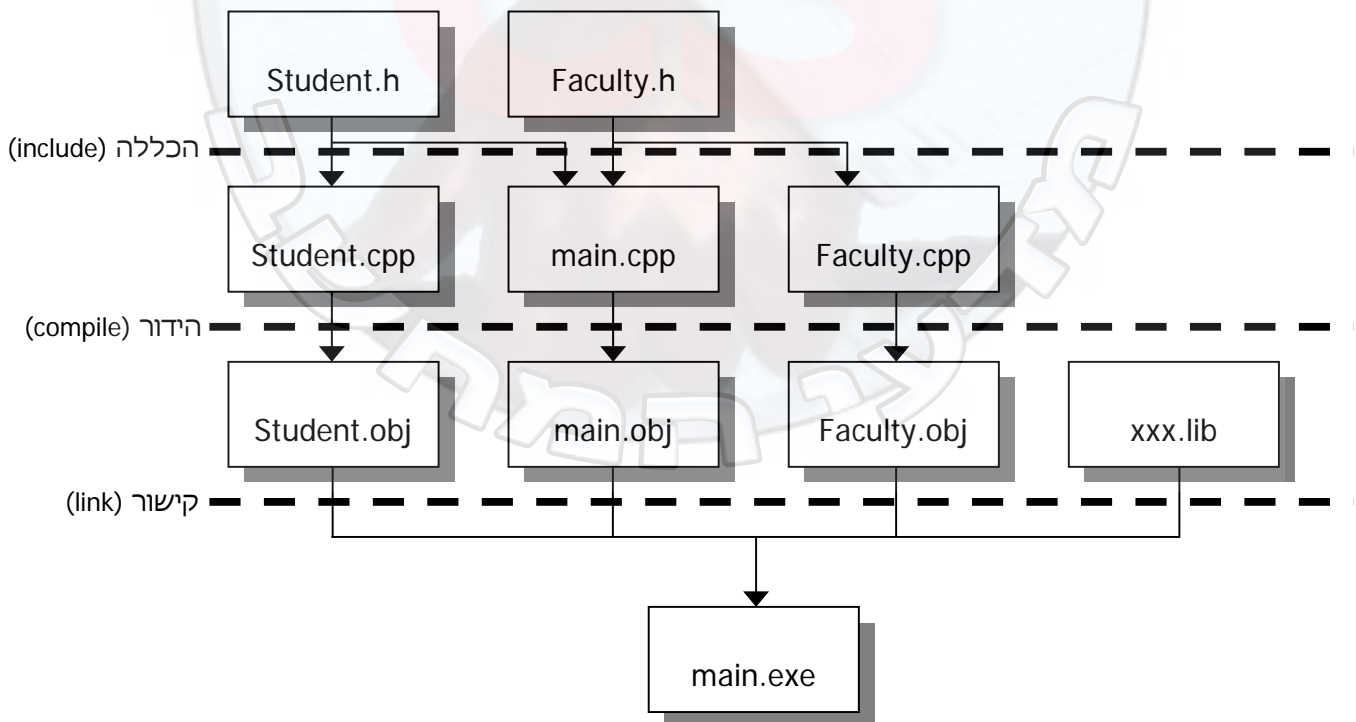 Student.h
Faculty.h
הכללה (include)
Student.cpp
main.cpp
Faculty.cpp
הידור (compile)
Student.obj
main.obj
Faculty.obj
xxx.lib
קישור (link)
main.exe